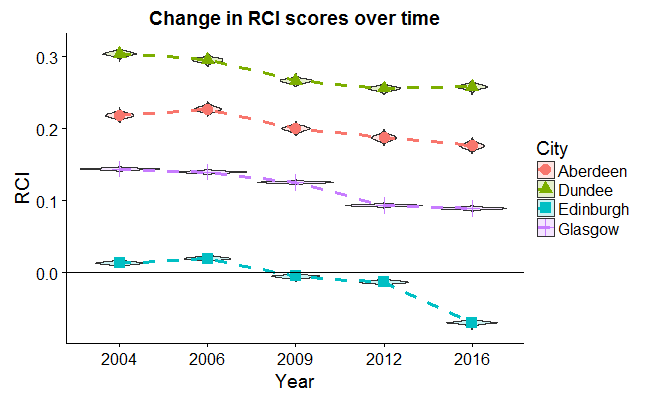 Change in RCI scores over time
0.3
0.2
0.1
0.0
RCI
2004 2006 2009 2012 2016
Year
City
Aberdeen
Dundee
Edinburgh
Glasgow